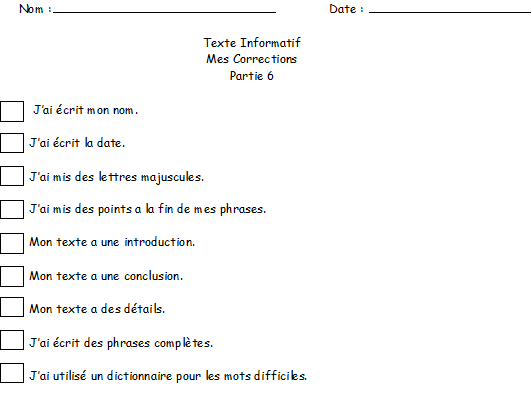 Nom : Date :
Texte Informatif
Mes Corrections
Partie 6
J'ai écrit mon nom.
J'ai écrit la date.
J'ai mis des lettres majuscules.
J'ai mis des points a la fin de mes phrases.
Mon texte a une introduction.
Mon texte a une conclusion.
Mon texte a des détails.
J'ai écrit des phrases complètes.
J'ai utilisé un dictionnaire pour les mots difficiles.